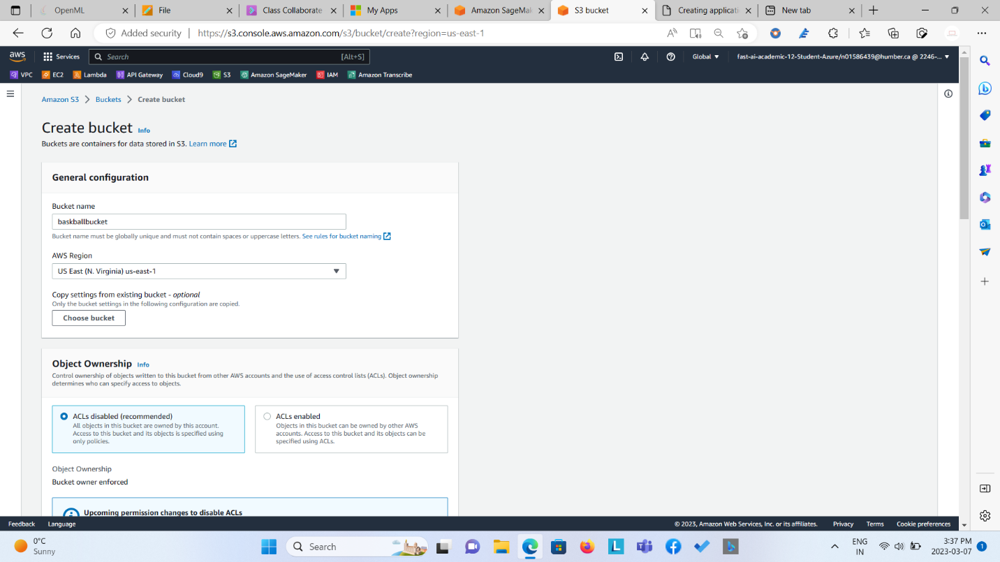 OpenML
File
Class Collaborate
My Apps
Amazon SageMak
S3 bucket
Creating applicati
New tab
Added security
https://s3.console.aws.amazon.com/s3/bucket/create?region=us-east-1
aws
Services
Search
[Alt+S]
Global
fast-ai-academic-12-Student-Azure/n01586439@humber.ca @ 2246-...
VPC
EC2
Lambda
API Gateway
Cloud9
S3
Amazon SageMaker
IAM
Amazon Transcribe
Amazon S3 > Buckets > Create bucket
Create bucket Info
Buckets are containers for data stored in S3. Learn more
General configuration
Bucket name
baskballbucket
Bucket name must be globally unique and must not contain spaces or uppercase letters. See rules for bucket naming
AWS Region
US East (N. Virginia) us-east-1
Copy settings from existing bucket - optional
Only the bucket settings in the following configuration are copied.
Choose bucket
Object Ownership Info
Control ownership of objects written to this bucket from other AWS accounts and the use of access control lists (ACLs). Object ownership
determines who can specify access to objects.
ACLs disabled (recommended)
All objects in this bucket are owned by this account.
Access to this bucket and its objects is specified using
only policies.
ACLs enabled
Objects in this bucket can be owned by other AWS
accounts. Access to this bucket and its objects can be
specified using ACLs.
Object Ownership
Bucket owner enforced
Upcoming permission changes to disable ACLs
Feedback
Language
© 2023, Amazon Web Services, Inc. or its affiliates.
Privacy
Terms
Cookie preferences
0°C
Sunny
Search
ENG
IN
3:37 PM
2023-03-07
1